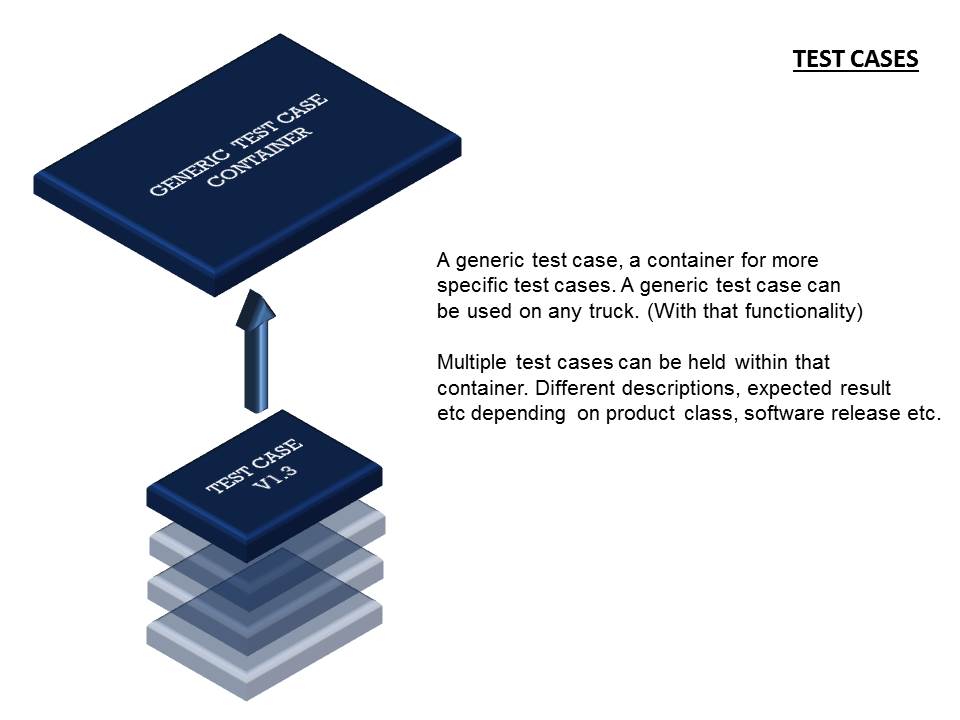 TEST CASES
GENERIC TEST CASE
CONTAINER
A generic test case, a container for more
specific test cases. A generic test case can
be used on any truck. (With that functionality)
Multiple test cases can be held within that
container. Different descriptions, expected result
etc depending on product class, software release etc.
TEST CASE
V1.3